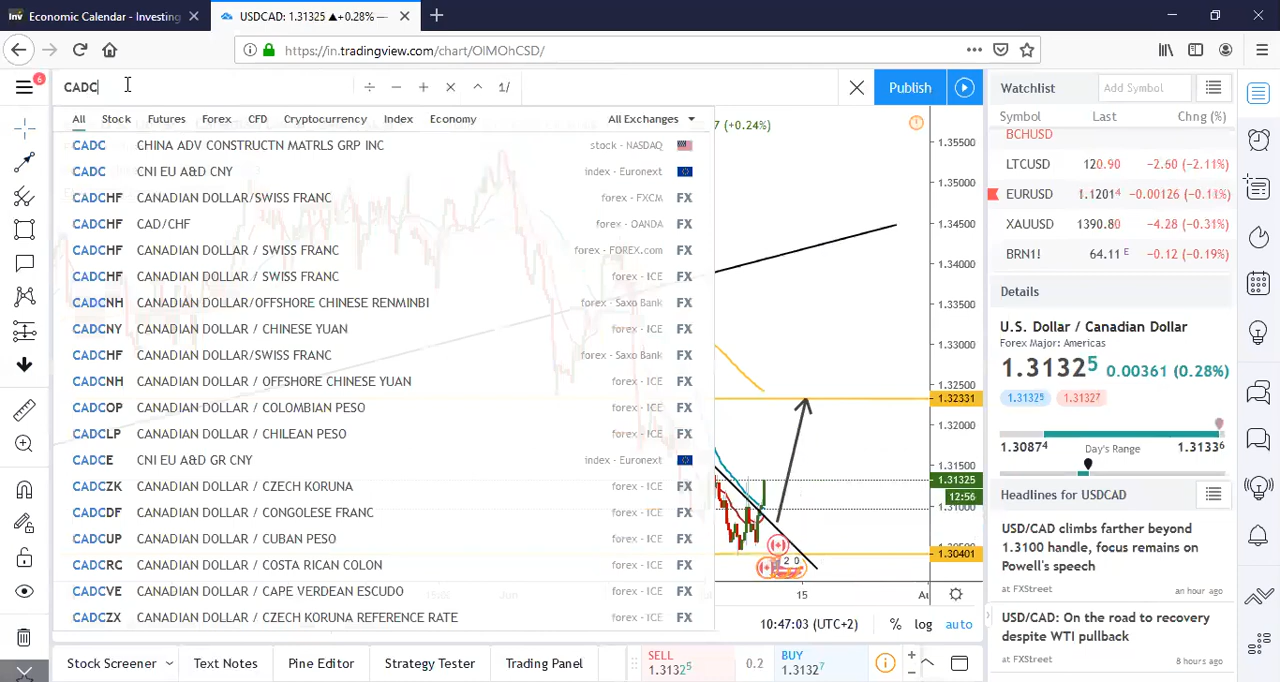 Economic Calendar - Investing
USDCAD: 1.31325 ▲+0.28% —
https://in.tradingview.com/chart/OlMOhCSD/
6
CADC
÷ − + × 1/
Publish
All Stock Futures Forex CFD Cryptocurrency Index Economy All Exchanges
CADC CHINA ADV CONSTRUCTN MATRLS GRP INC stock - NASDAQ
CADC CNI EU A&D CNY index - Euronext
CADCHF CANADIAN DOLLAR/SWISS FRANC forex - FXCM FX
CADCHF CAD/CHF forex - OANDA FX
CADCHF CANADIAN DOLLAR / SWISS FRANC forex - FOREX.com FX
CADCHF CANADIAN DOLLAR / SWISS FRANC forex - ICE FX
CADCNH CANADIAN DOLLAR/OFFSHORE CHINESE RENMINBI forex - Saxo Bank FX
CADCNY CANADIAN DOLLAR / CHINESE YUAN forex - ICE FX
CADCHF CANADIAN DOLLAR/SWISS FRANC forex - Saxo Bank FX
CADCNH CANADIAN DOLLAR / OFFSHORE CHINESE YUAN forex - ICE FX
CADCOP CANADIAN DOLLAR / COLOMBIAN PESO forex - ICE FX
CADCLP CANADIAN DOLLAR / CHILEAN PESO forex - ICE FX
CADCE CNI EU A&D GR CNY index - Euronext
CADCZK CANADIAN DOLLAR / CZECH KORUNA forex - ICE FX
CADCDF CANADIAN DOLLAR / CONGOLESE FRANC forex - ICE FX
CADCUP CANADIAN DOLLAR / CUBAN PESO forex - ICE FX
CADCRC CANADIAN DOLLAR / COSTA RICAN COLON forex - ICE FX
CADCVE CANADIAN DOLLAR / CAPE VERDEAN ESCUDO forex - ICE FX
CADCZX CANADIAN DOLLAR / CZECH KORUNA REFERENCE RATE forex - ICE FX
7 (+0.24%)
1.35500
1.35000
1.34500
1.34000
1.33500
1.33000
1.32500
1.32331
1.32000
1.31500
1.31325
12:56
1.31000
1.30401
2 0
15 Au
10:47:03 (UTC+2) % log auto
Stock Screener Text Notes Pine Editor Strategy Tester Trading Panel
SELL 1.31325 0.2 BUY 1.31327
Watchlist Add Symbol
Symbol Last Chng (%)
BCHUSD
LTCUSD 120.90 -2.60 (-2.11%)
EURUSD 1.12014 -0.00126 (-0.11%)
XAUUSD 1390.80 -4.28 (-0.31%)
BRN1! 64.11 E -0.12 (-0.19%)
Details
U.S. Dollar / Canadian Dollar
Forex Major: Americas
1.31325 0.00361 (0.28%)
1.31325 1.31327
1.30874 Day's Range 1.31336
Headlines for USDCAD
USD/CAD climbs farther beyond
1.3100 handle, focus remains on
Powell's speech
at FXStreet an hour ago
USD/CAD: On the road to recovery
despite WTI pullback
at FXStreet 8 hours ago